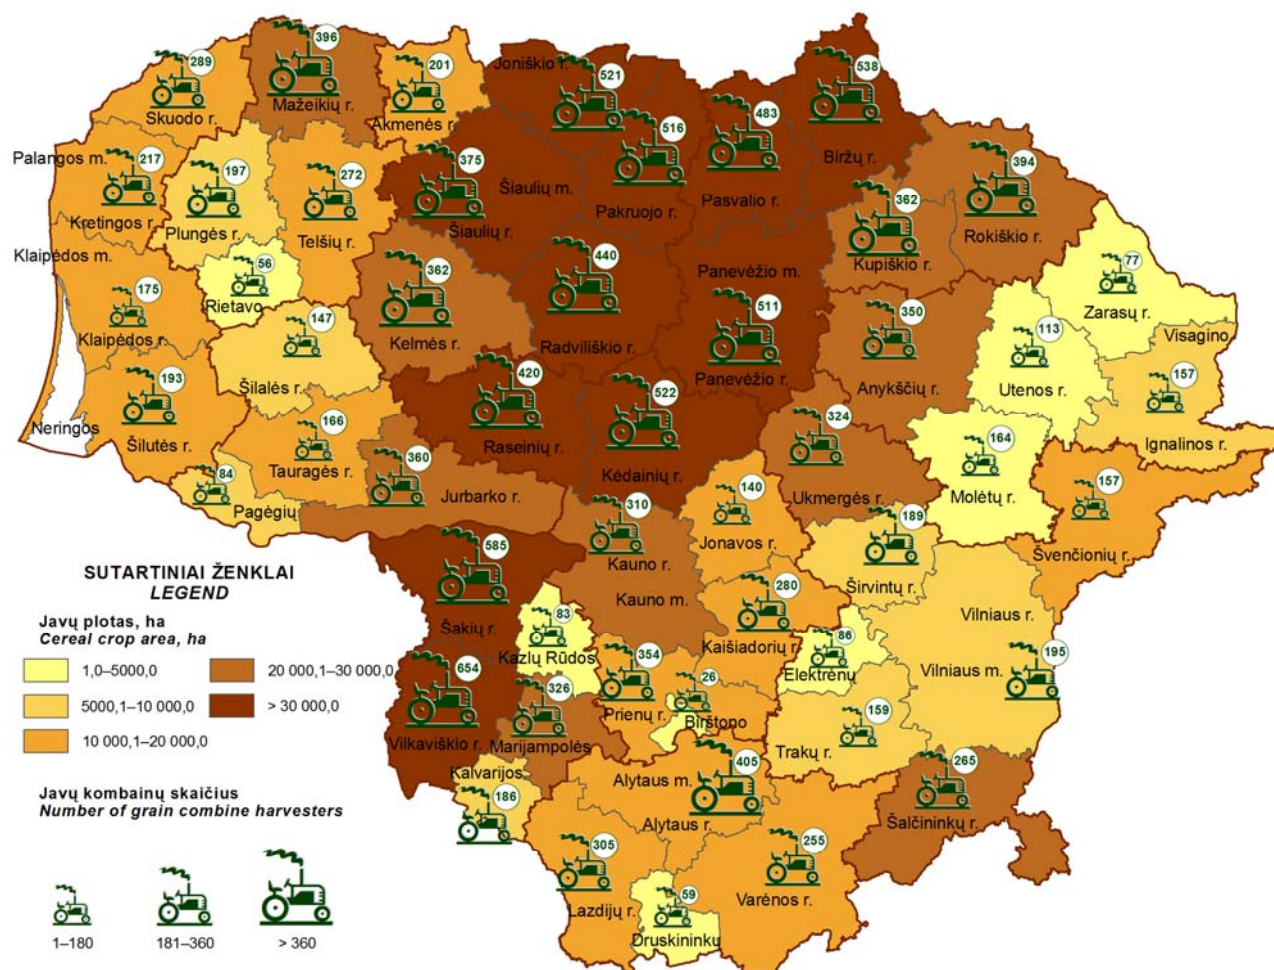 396
289
Mažeikių r.
Skuodo r.
201
Akmenės r.
Joniškio r.
521
538
Biržų r.
516
Pakruojo r.
483
Pasvalio r.
Palangos m.
217
Kretingos r.
197
Plungės r.
272
Telšių r.
375
Šiaulių m.
Šiaulių r.
394
Rokiškio r.
362
Kupiškio r.
Klaipėdos m.
175
Klaipėdos r.
56
Rietavo
362
Kelmės r.
440
Radviliškio r.
Panevėžio m.
511
Panevėžio r.
350
Anykščių r.
77
Zarasų r.
113
Utenos r.
Visagino
157
Ignalinos r.
147
Šilalės r.
193
Šilutės r.
Neringos
166
Tauragės r.
84
Pagėgių
360
Jurbarko r.
420
Raseinių r.
522
Kėdainių r.
324
Ukmergės r.
164
Molėtų r.
157
Švenčionių r.
140
Jonavos r.
310
Kauno r.
Kauno m.
189
Širvintų r.
585
Šakių r.
83
Kazlų Rūdos
280
Kaišiadorių r.
86
Elektrėnų
Vilniaus r.
Vilniaus m.
195
654
Vilkaviškio r.
326
Marijampolės
354
Prienų r.
26
Birštono
159
Trakų r.
Kalvarijos
186
Alytaus m.
405
Alytaus r.
265
Šalčininkų r.
305
Lazdijų r.
59
Druskininkų
255
Varėnos r.
SUTARTINIAI ŽENKLAI
LEGEND
Javų plotas, ha
Cereal crop area, ha
1,0–5000,0
20 000,1–30 000,0
5000,1–10 000,0
> 30 000,0
10 000,1–20 000,0
Javų kombainų skaičius
Number of grain combine harvesters
1–180
181–360
> 360